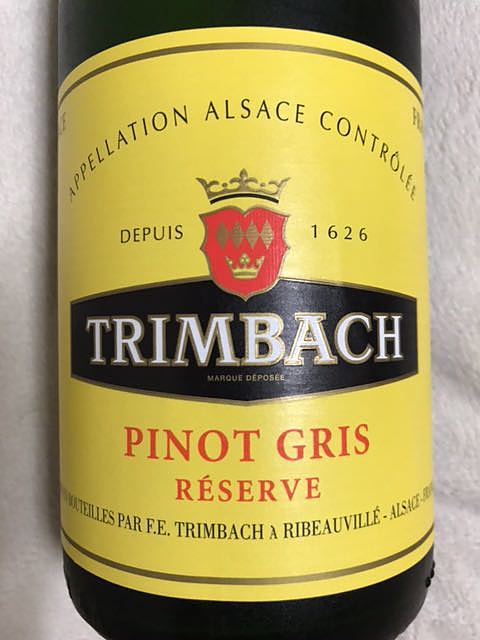 APPELLATION ALSACE CONTRÔLÉE
DEPUIS 1626
TRIMBACH
MARQUE DÉPOSÉE
PINOT GRIS
RÉSERVE
BOUTEILLES PAR F.E. TRIMBACH À RIBEAUVILLÉ - ALSACE